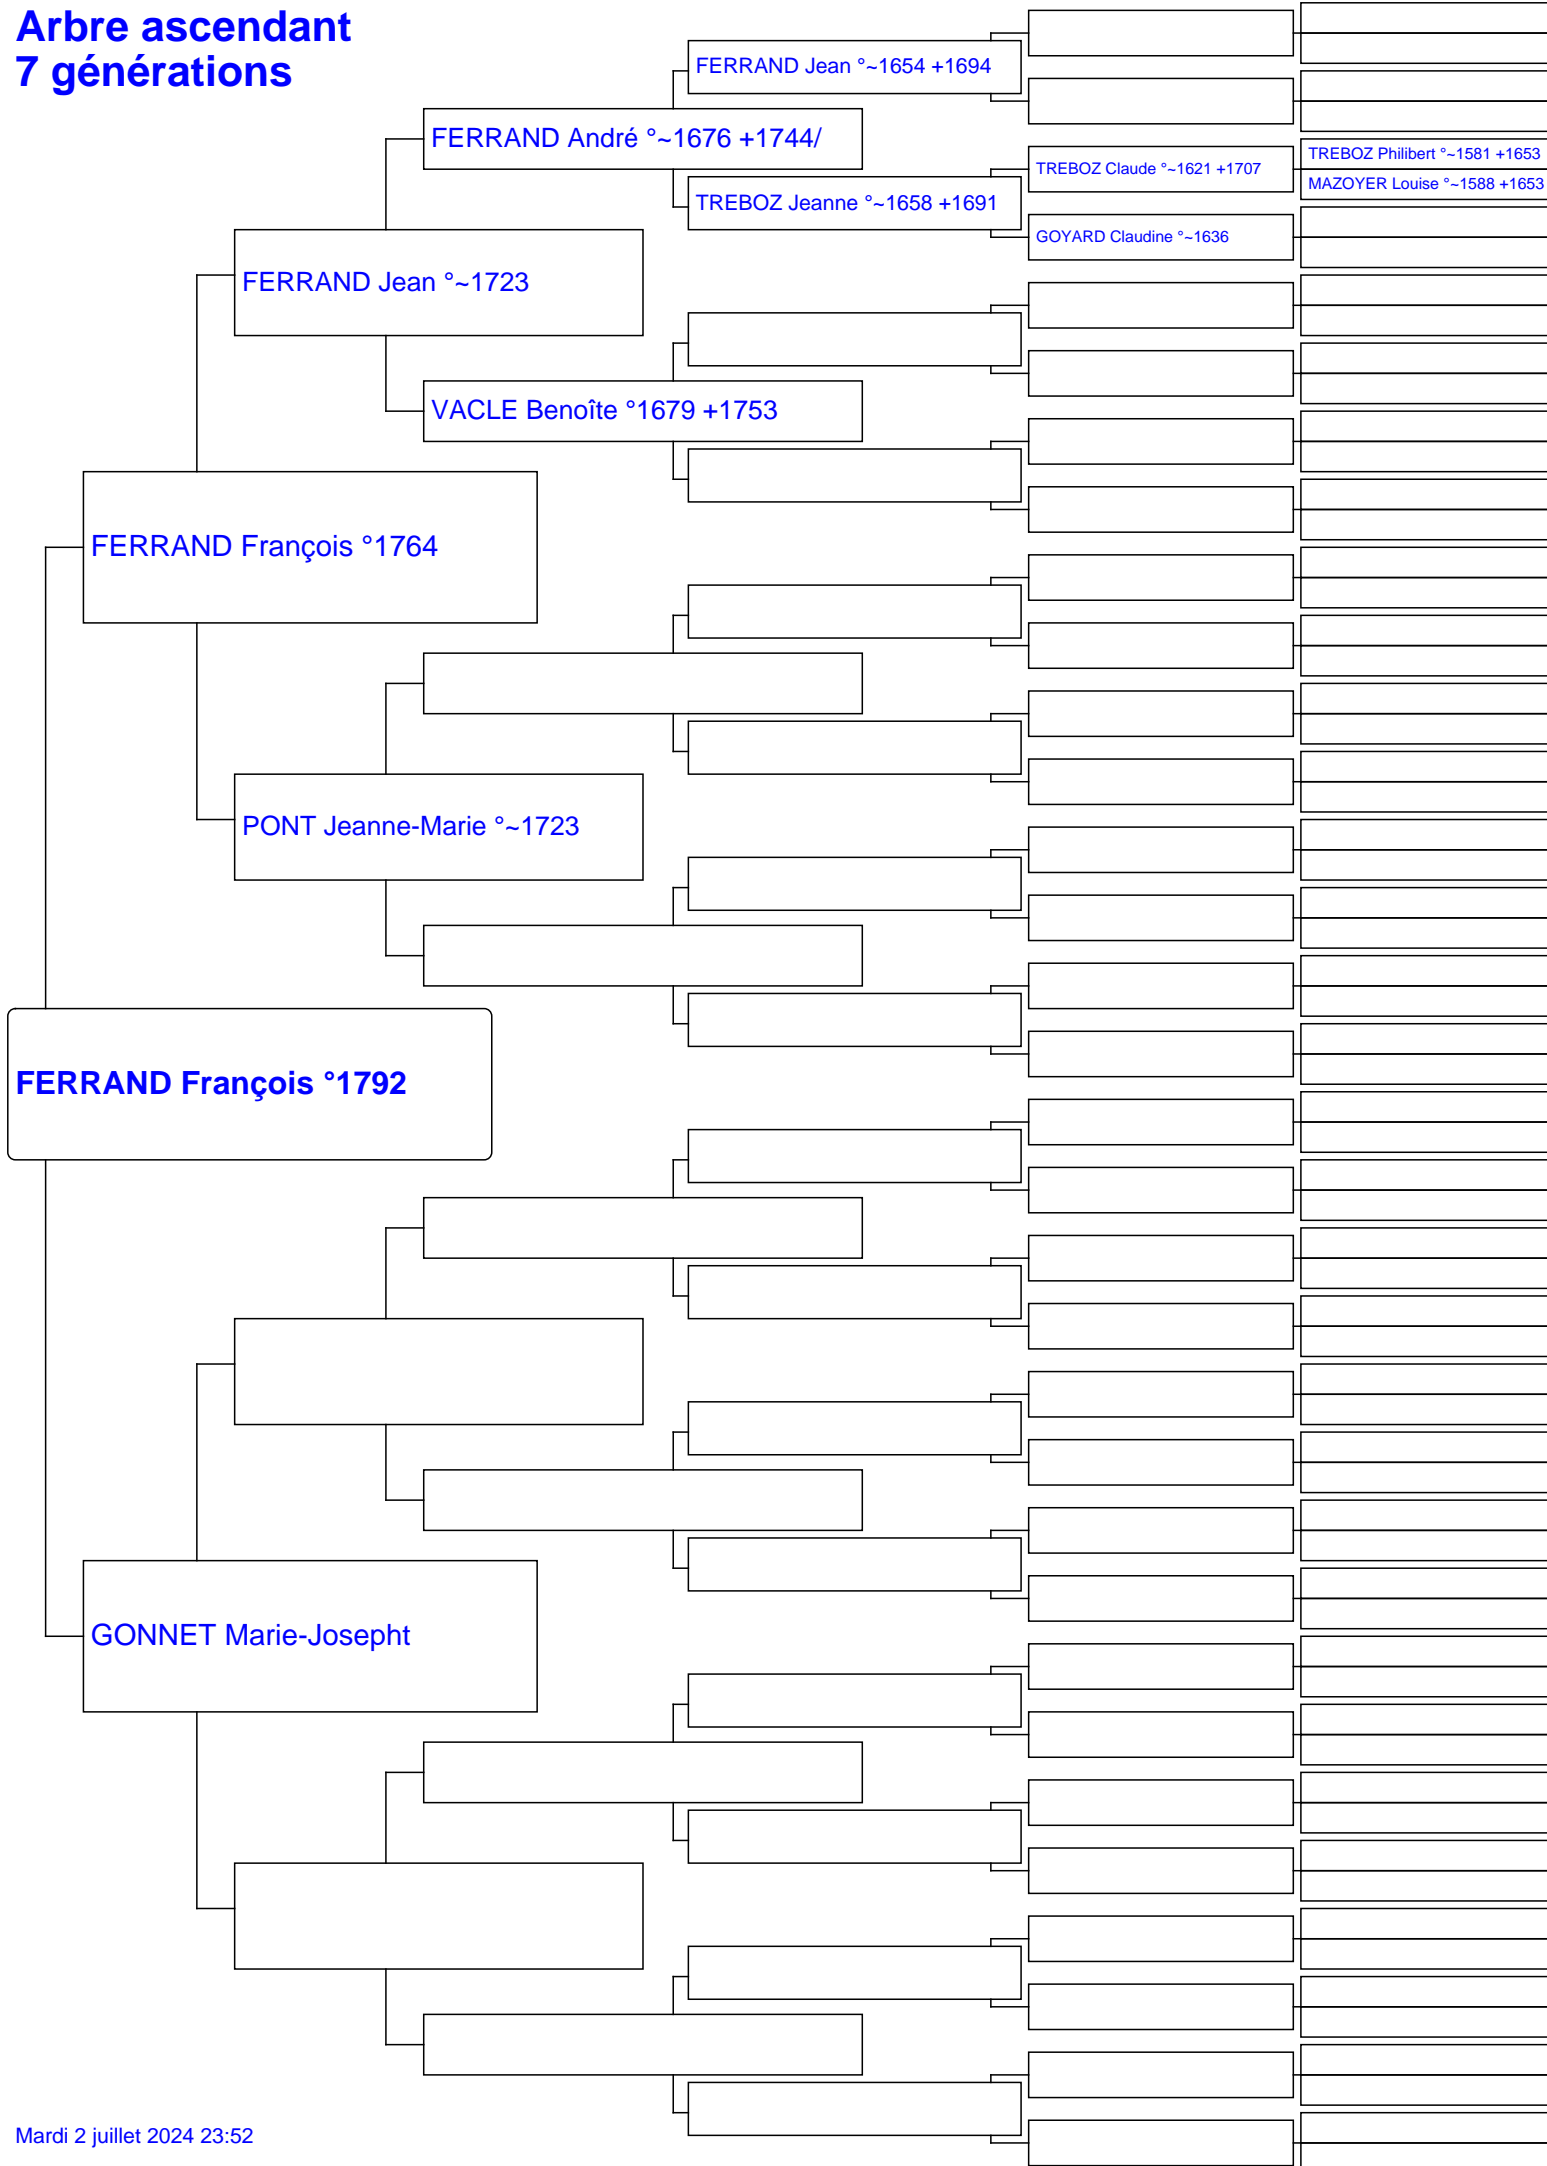 Arbre ascendant
7 générations
FERRAND Jean °~1654 +1694
FERRAND André °~1676 +1744/
TREBOZ Philibert °~1581 +1653
TREBOZ Claude °~1621 +1707
MAZOYER Louise °~1588 +1653
TREBOZ Jeanne °~1658 +1691
GOYARD Claudine °~1636
FERRAND Jean °~1723
VACLE Benoîte °1679 +1753
FERRAND François °1764
PONT Jeanne-Marie °~1723
FERRAND François °1792
GONNET Marie-Josepht
Mardi 2 juillet 2024 23:52